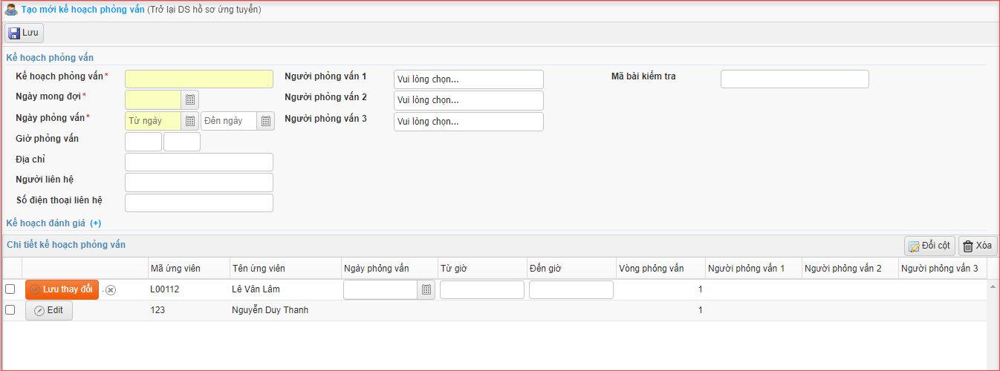 Tạo mới kế hoạch phỏng vấn (Trở lại DS hồ sơ ứng tuyển)
Lưu
Kế hoạch phỏng vấn
Kế hoạch phỏng vấn* Người phỏng vấn 1 Vui lòng chọn... Mã bài kiểm tra
Ngày mong đợi* Người phỏng vấn 2 Vui lòng chọn...
Ngày phỏng vấn* Từ ngày Đến ngày Người phỏng vấn 3 Vui lòng chọn...
Giờ phỏng vấn
Địa chỉ
Người liên hệ
Số điện thoại liên hệ
Kế hoạch đánh giá (+)
Chi tiết kế hoạch phỏng vấn Đổi cột Xóa
Mã ứng viên Tên ứng viên Ngày phỏng vấn Từ giờ Đến giờ Vòng phỏng vấn Người phỏng vấn 1 Người phỏng vấn 2 Người phỏng vấn 3
Lưu thay đổi L00112 Lê Văn Lâm 1
Edit 123 Nguyễn Duy Thanh 1